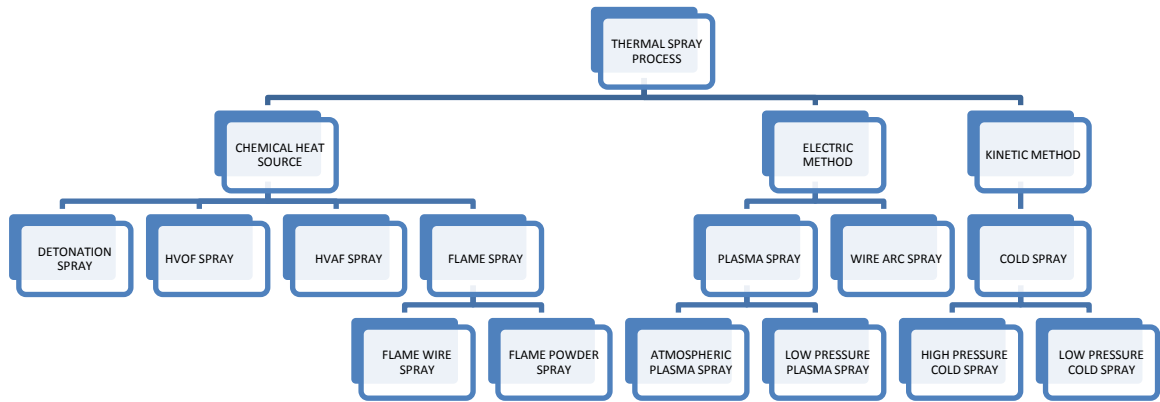 THERMAL SPRAY
PROCESS
CHEMICAL HEAT
SOURCE
ELECTRIC
METHOD
KINETIC METHOD
DETONATION
SPRAY
HVOF SPRAY
HVAF SPRAY
FLAME SPRAY
PLASMA SPRAY
WIRE ARC SPRAY
COLD SPRAY
FLAME WIRE
SPRAY
FLAME POWDER
SPRAY
ATMOSPHERIC
PLASMA SPRAY
LOW PRESSURE
PLASMA SPRAY
HIGH PRESSURE
COLD SPRAY
LOW PRESSURE
COLD SPRAY